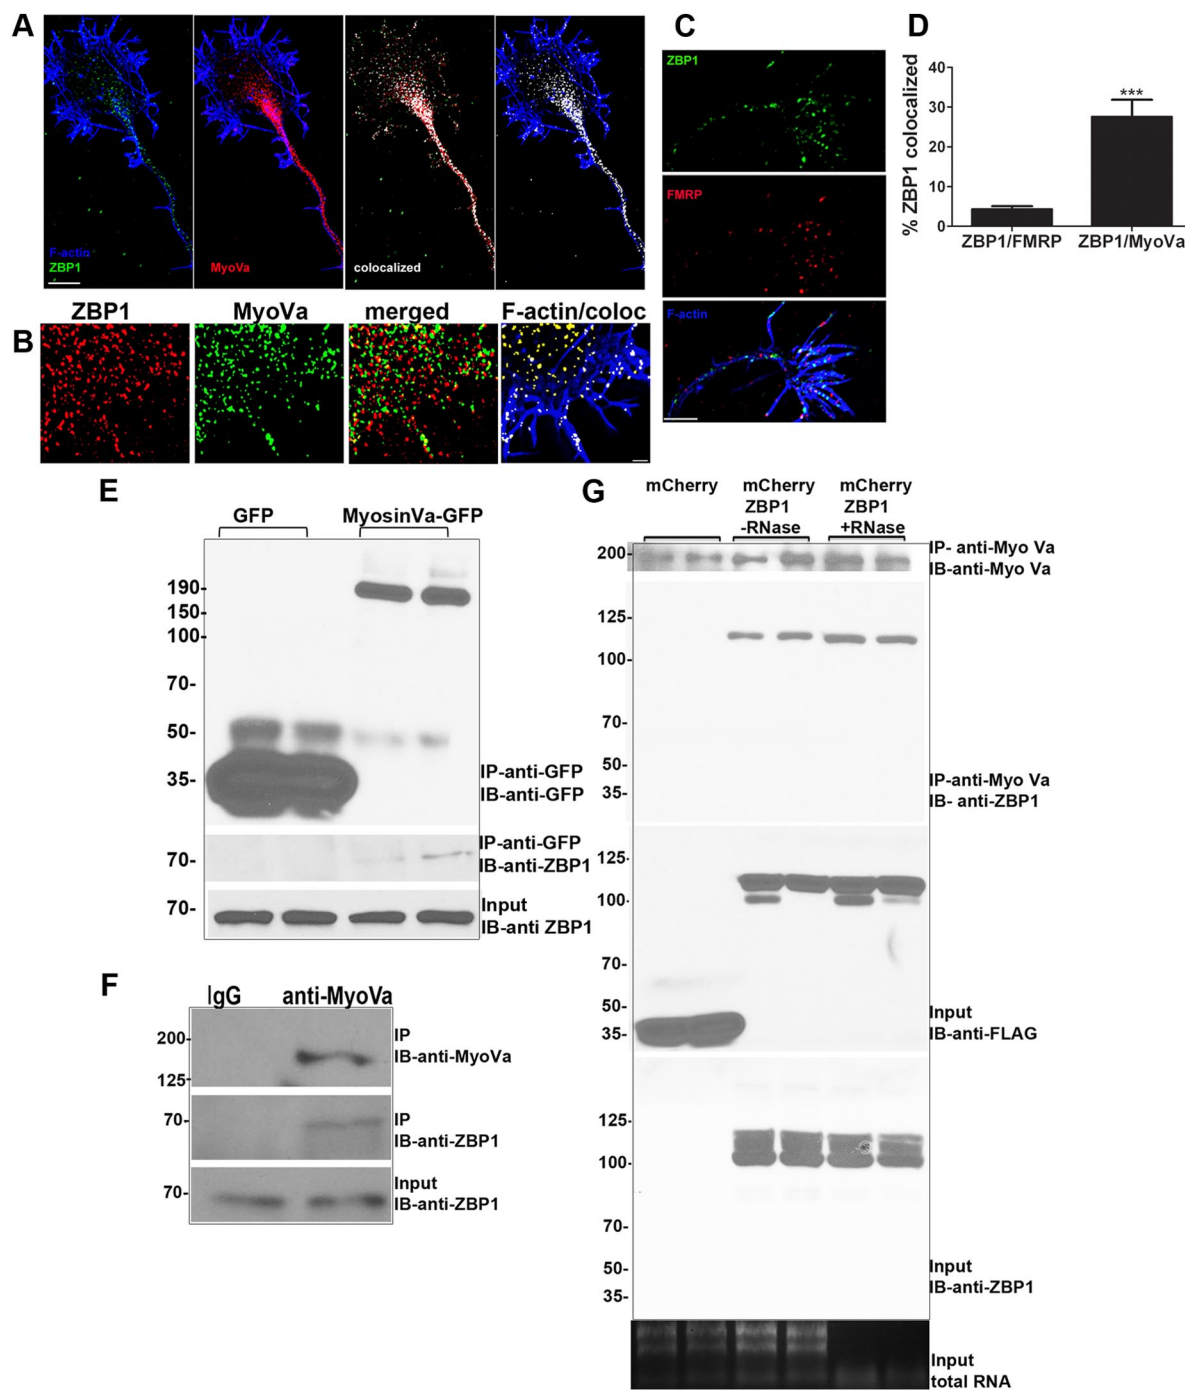 A
F-actin
ZBP1
MyoVa
colocalized
B
ZBP1
MyoVa
merged
F-actin/coloc
C
ZBP1
FMRP
F-actin
D
% ZBP1 colocalized
40
30
20
10
0
***
ZBP1/FMRP
ZBP1/MyoVa
E
GFP
MyosinVa-GFP
190-
150-
100-
70-
50-
35-
IP-anti-GFP
IB-anti-GFP
70-
IP-anti-GFP
IB-anti-ZBP1
70-
Input
IB-anti ZBP1
F
IgG
anti-MyoVa
200-
125-
IP
IB-anti-MyoVa
70-
IP
IB-anti-ZBP1
70-
Input
IB-anti-ZBP1
G
mCherry
mCherry
ZBP1
-RNase
mCherry
ZBP1
+RNase
200-
IP- anti-Myo Va
IB-anti-Myo Va
125-
100-
70-
50-
35-
IP-anti-Myo Va
IB- anti-ZBP1
125-
100-
70-
50-
35-
Input
IB-anti-FLAG
125-
100-
70-
50-
35-
Input
IB-anti-ZBP1
Input
total RNA